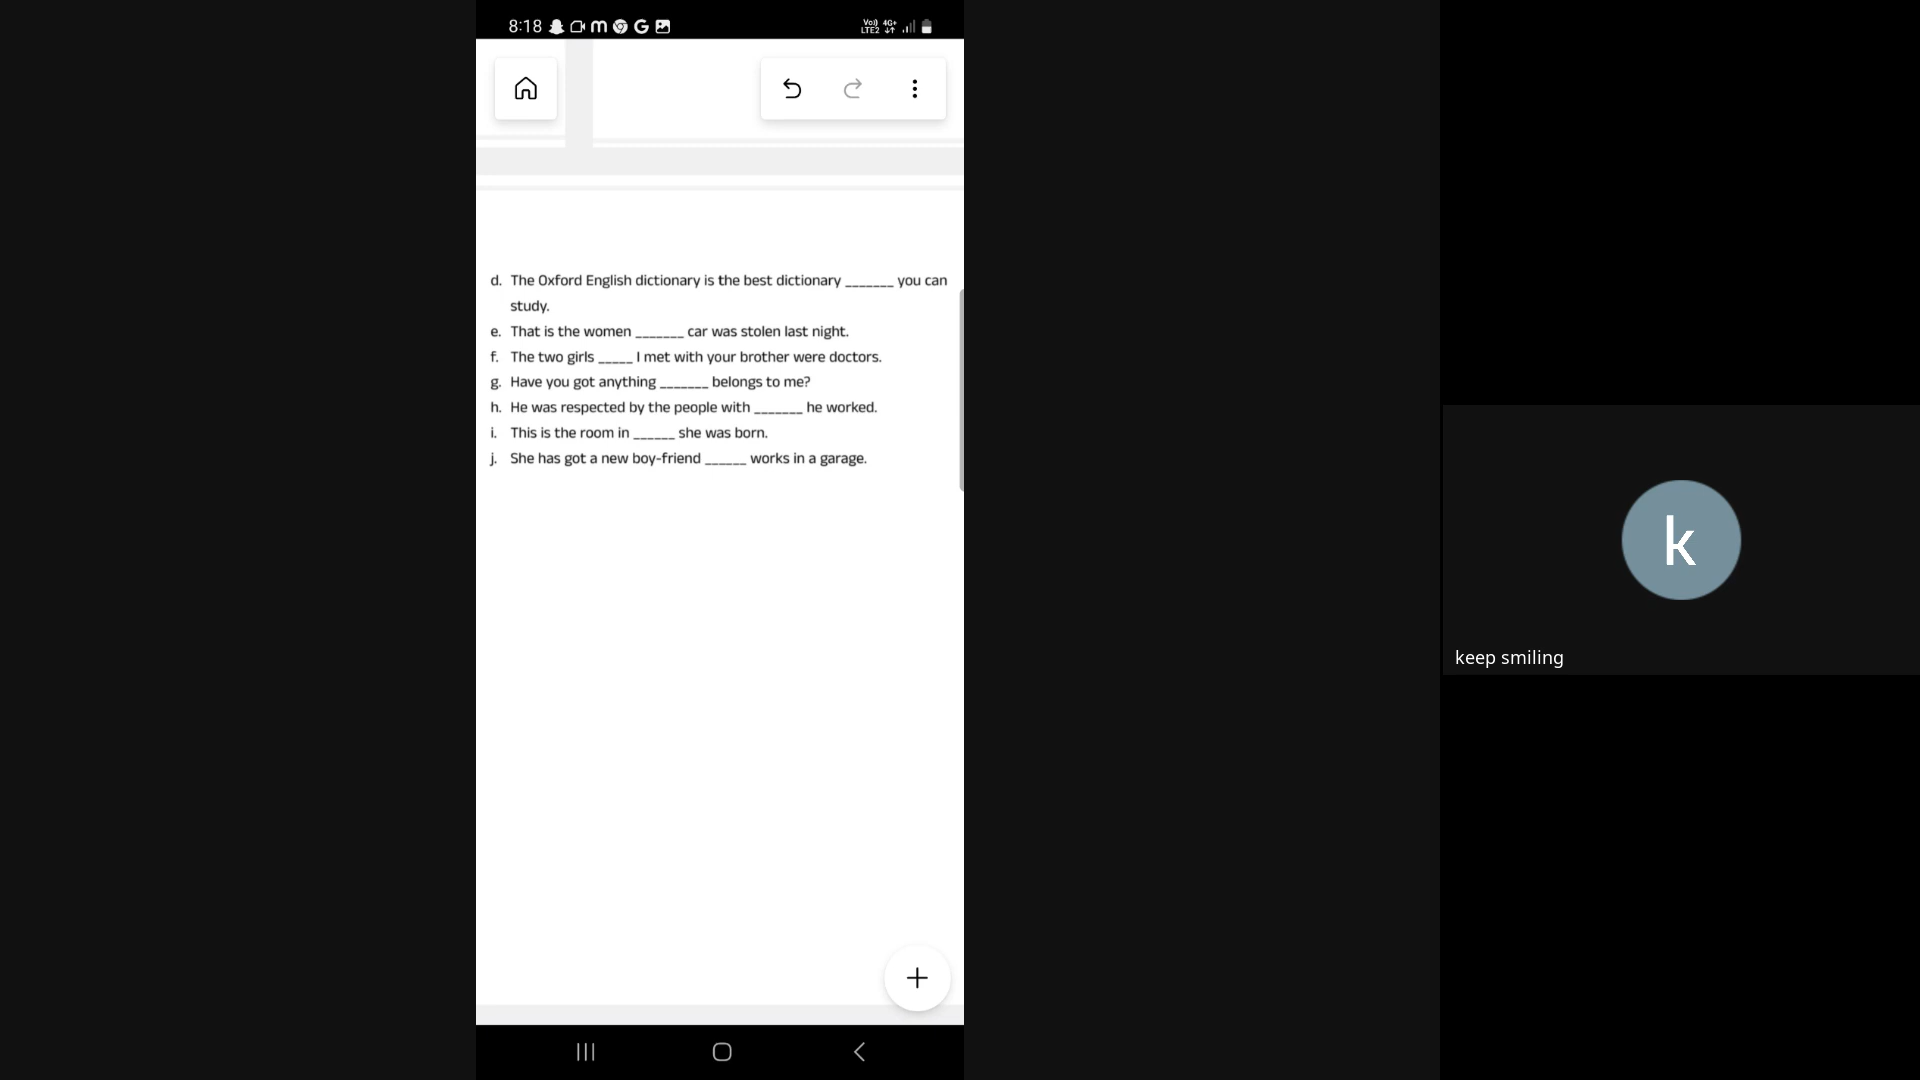 8:18
Vo)) 4G+
LTE2
d. The Oxford English dictionary is the best dictionary _______ you can
study.
e. That is the women _______ car was stolen last night.
f. The two girls _____ I met with your brother were doctors.
g. Have you got anything _______ belongs to me?
h. He was respected by the people with _______ he worked.
i. This is the room in ______ she was born.
j. She has got a new boy-friend ______ works in a garage.
k
keep smiling